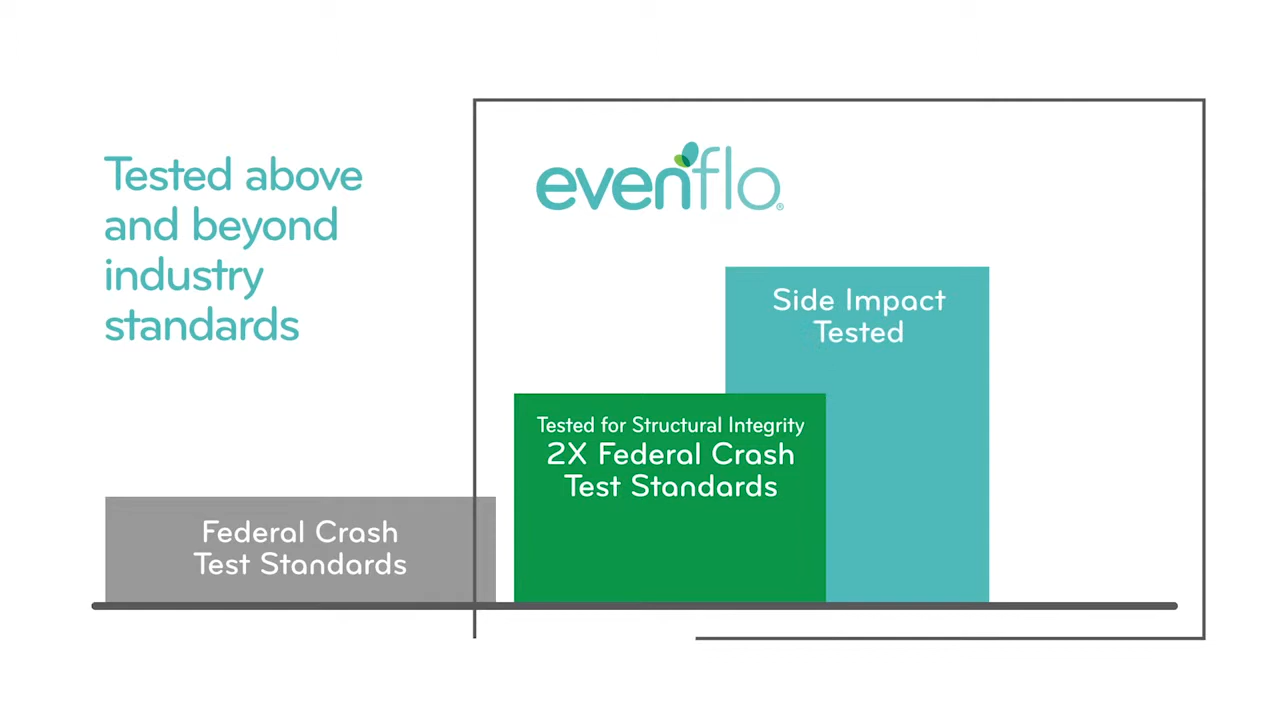 Tested above
and beyond
industry
standards
evenflo®
Side Impact
Tested
Tested for Structural Integrity
2X Federal Crash
Test Standards
Federal Crash
Test Standards